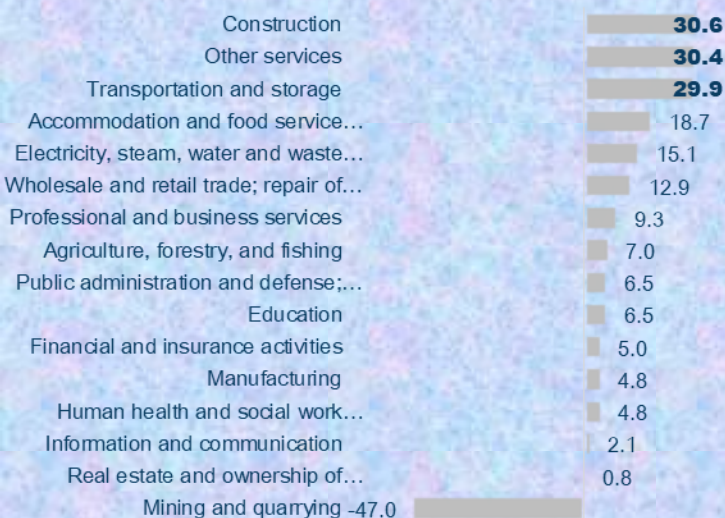 Construction 30.6
Other services 30.4
Transportation and storage 29.9
Accommodation and food service… 18.7
Electricity, steam, water and waste… 15.1
Wholesale and retail trade; repair of… 12.9
Professional and business services 9.3
Agriculture, forestry, and fishing 7.0
Public administration and defense;… 6.5
Education 6.5
Financial and insurance activities 5.0
Manufacturing 4.8
Human health and social work… 4.8
Information and communication 2.1
Real estate and ownership of… 0.8
Mining and quarrying -47.0